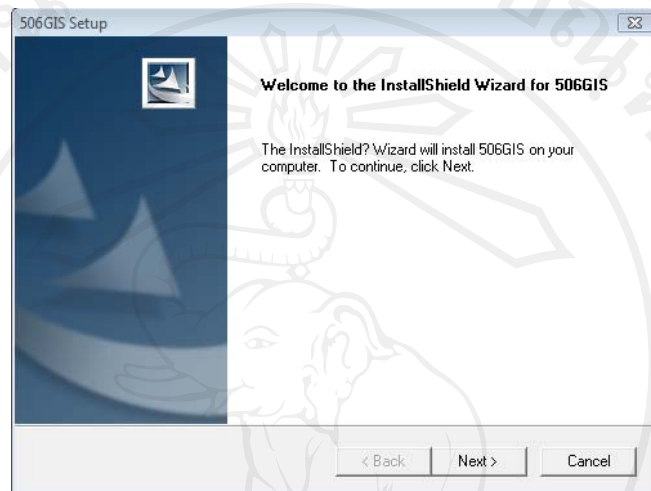 506GIS Setup
Welcome to the InstallShield Wizard for 506GIS
The InstallShield? Wizard will install 506GIS on your
computer. To continue, click Next.
< Back
Next >
Cancel